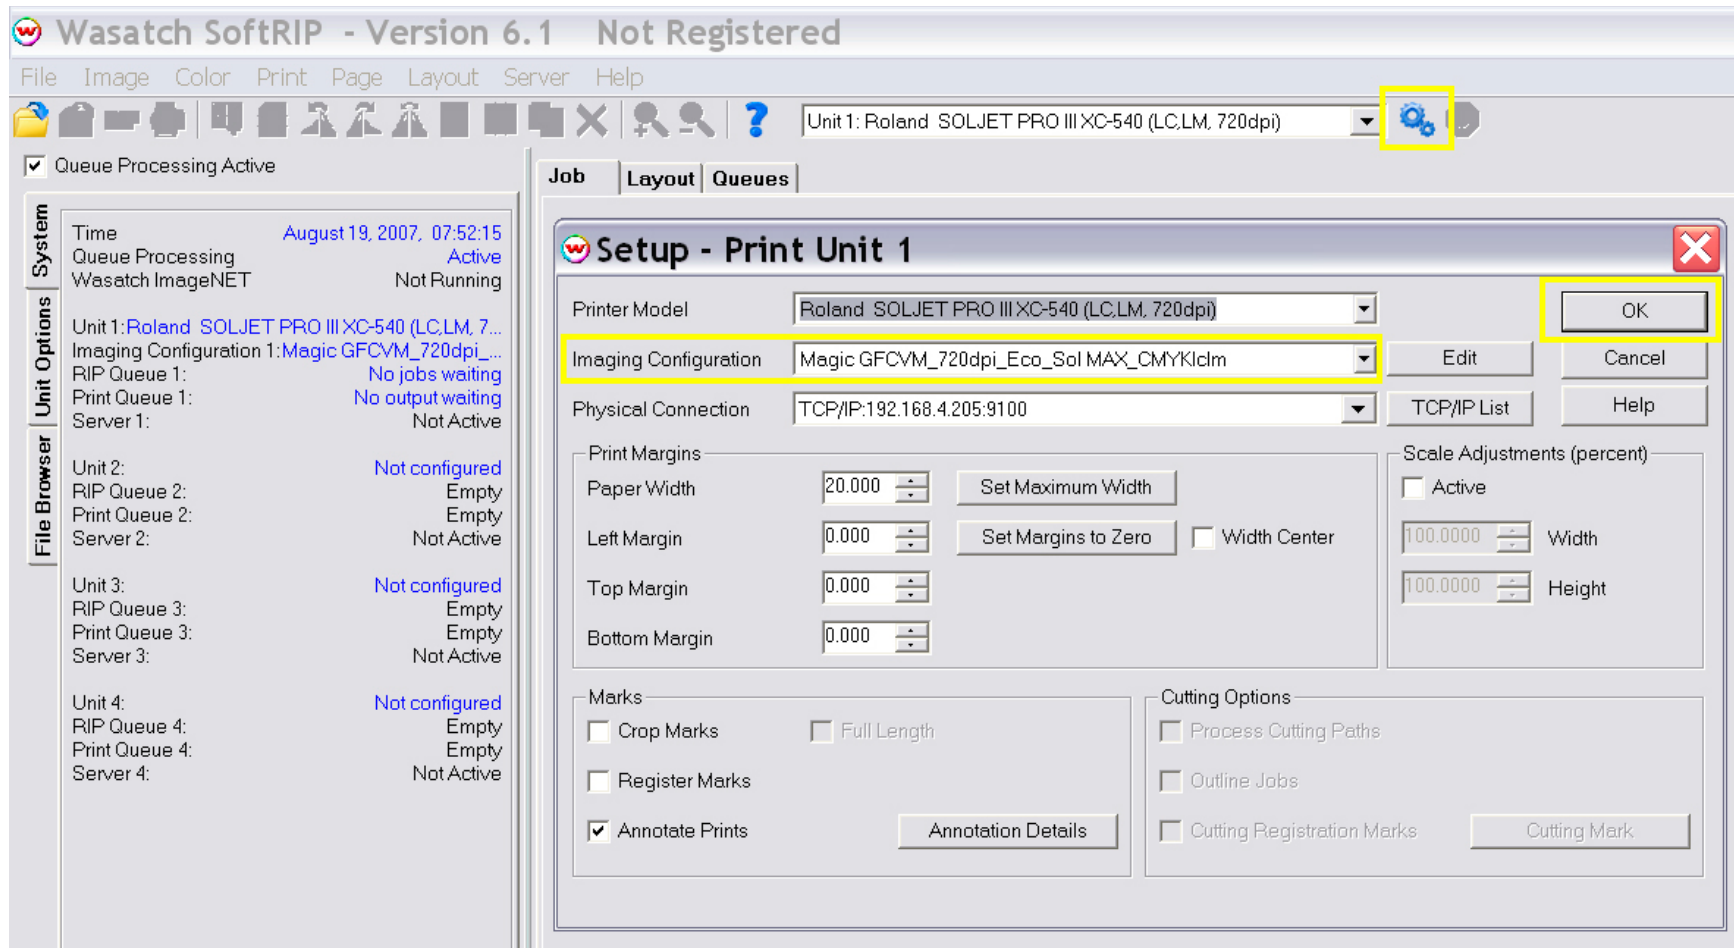 Wasatch SoftRIP - Version 6.1 Not Registered
File Image Color Print Page Layout Server Help
Unit 1: Roland SOLJET PRO III XC-540 (LC,LM, 720dpi)
Queue Processing Active
Job Layout Queues
System
Unit Options
File Browser
Time August 19, 2007, 07:52:15
Queue Processing Active
Wasatch ImageNET Not Running
Unit 1: Roland SOLJET PRO III XC-540 (LC,LM, 7...
Imaging Configuration 1: Magic GFCVM_720dpi_...
RIP Queue 1: No jobs waiting
Print Queue 1: No output waiting
Server 1: Not Active
Unit 2: Not configured
RIP Queue 2: Empty
Print Queue 2: Empty
Server 2: Not Active
Unit 3: Not configured
RIP Queue 3: Empty
Print Queue 3: Empty
Server 3: Not Active
Unit 4: Not configured
RIP Queue 4: Empty
Print Queue 4: Empty
Server 4: Not Active
Setup - Print Unit 1
Printer Model Roland SOLJET PRO III XC-540 (LC,LM, 720dpi) OK
Imaging Configuration Magic GFCVM_720dpi_Eco_Sol MAX_CMYKlclm Edit Cancel
Physical Connection TCP/IP:192.168.4.205:9100 TCP/IP List Help
Print Margins
Paper Width 20.000 Set Maximum Width
Left Margin 0.000 Set Margins to Zero Width Center
Top Margin 0.000
Bottom Margin 0.000
Scale Adjustments (percent)
Active
100.0000 Width
100.0000 Height
Marks
Crop Marks Full Length
Register Marks
Annotate Prints Annotation Details
Cutting Options
Process Cutting Paths
Outline Jobs
Cutting Registration Marks Cutting Mark